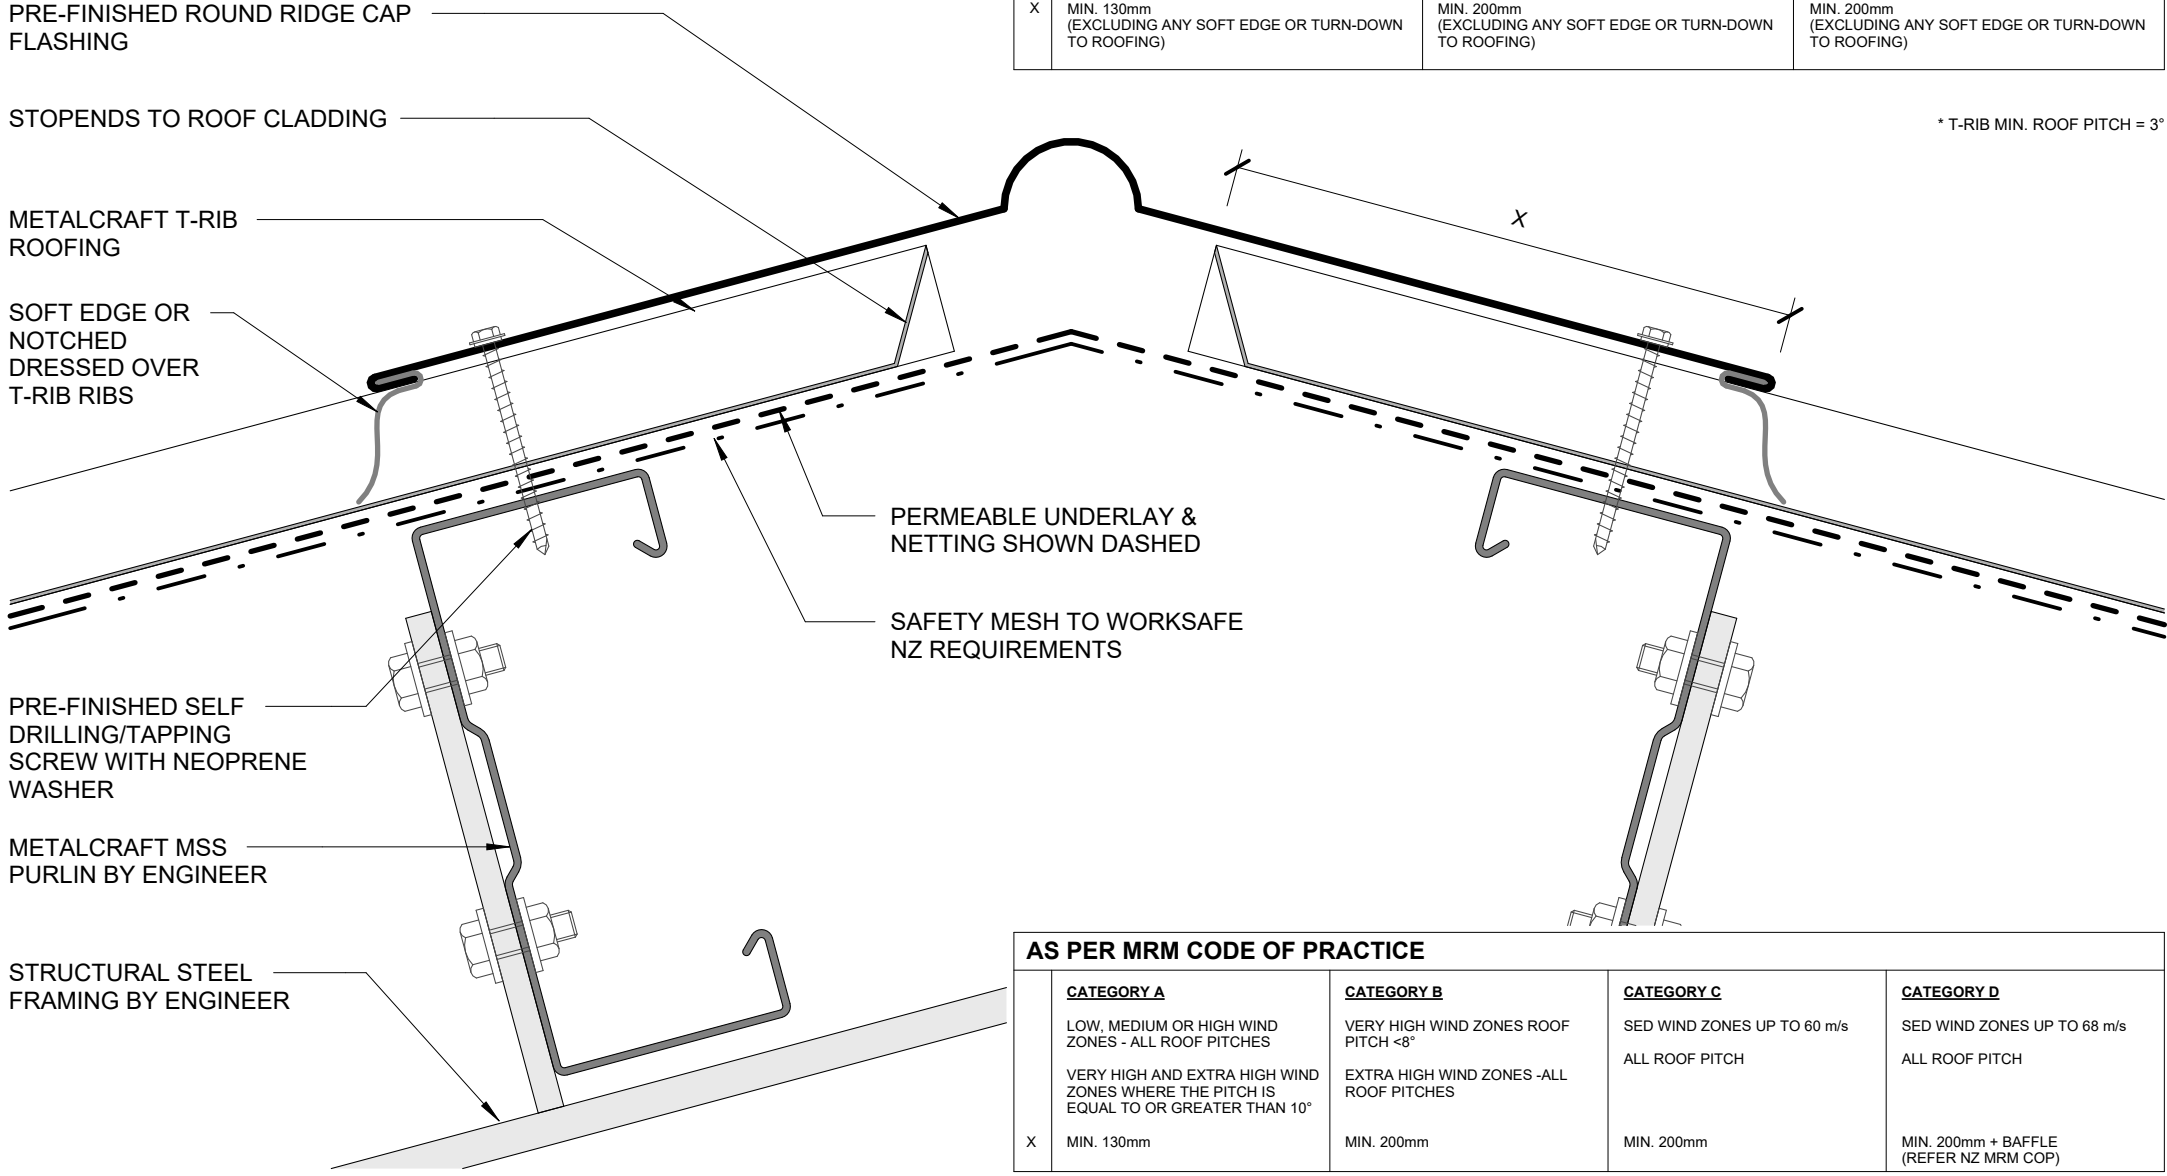 PRE-FINISHED ROUND RIDGE CAP
FLASHING
STOPENDS TO ROOF CLADDING
METALCRAFT T-RIB
ROOFING
SOFT EDGE OR
NOTCHED
DRESSED OVER
T-RIB RIBS
PRE-FINISHED SELF
DRILLING/TAPPING
SCREW WITH NEOPRENE
WASHER
METALCRAFT MSS
PURLIN BY ENGINEER
STRUCTURAL STEEL
FRAMING BY ENGINEER
X
MIN. 130mm
(EXCLUDING ANY SOFT EDGE OR TURN-DOWN
TO ROOFING)
MIN. 200mm
(EXCLUDING ANY SOFT EDGE OR TURN-DOWN
TO ROOFING)
MIN. 200mm
(EXCLUDING ANY SOFT EDGE OR TURN-DOWN
TO ROOFING)
* T-RIB MIN. ROOF PITCH = 3°
X
PERMEABLE UNDERLAY &
NETTING SHOWN DASHED
SAFETY MESH TO WORKSAFE
NZ REQUIREMENTS
AS PER MRM CODE OF PRACTICE
CATEGORY A
LOW, MEDIUM OR HIGH WIND
ZONES - ALL ROOF PITCHES
VERY HIGH AND EXTRA HIGH WIND
ZONES WHERE THE PITCH IS
EQUAL TO OR GREATER THAN 10°
CATEGORY B
VERY HIGH WIND ZONES ROOF
PITCH <8°
EXTRA HIGH WIND ZONES -ALL
ROOF PITCHES
CATEGORY C
SED WIND ZONES UP TO 60 m/s
ALL ROOF PITCH
CATEGORY D
SED WIND ZONES UP TO 68 m/s
ALL ROOF PITCH
X
MIN. 130mm
MIN. 200mm
MIN. 200mm
MIN. 200mm + BAFFLE
(REFER NZ MRM COP)